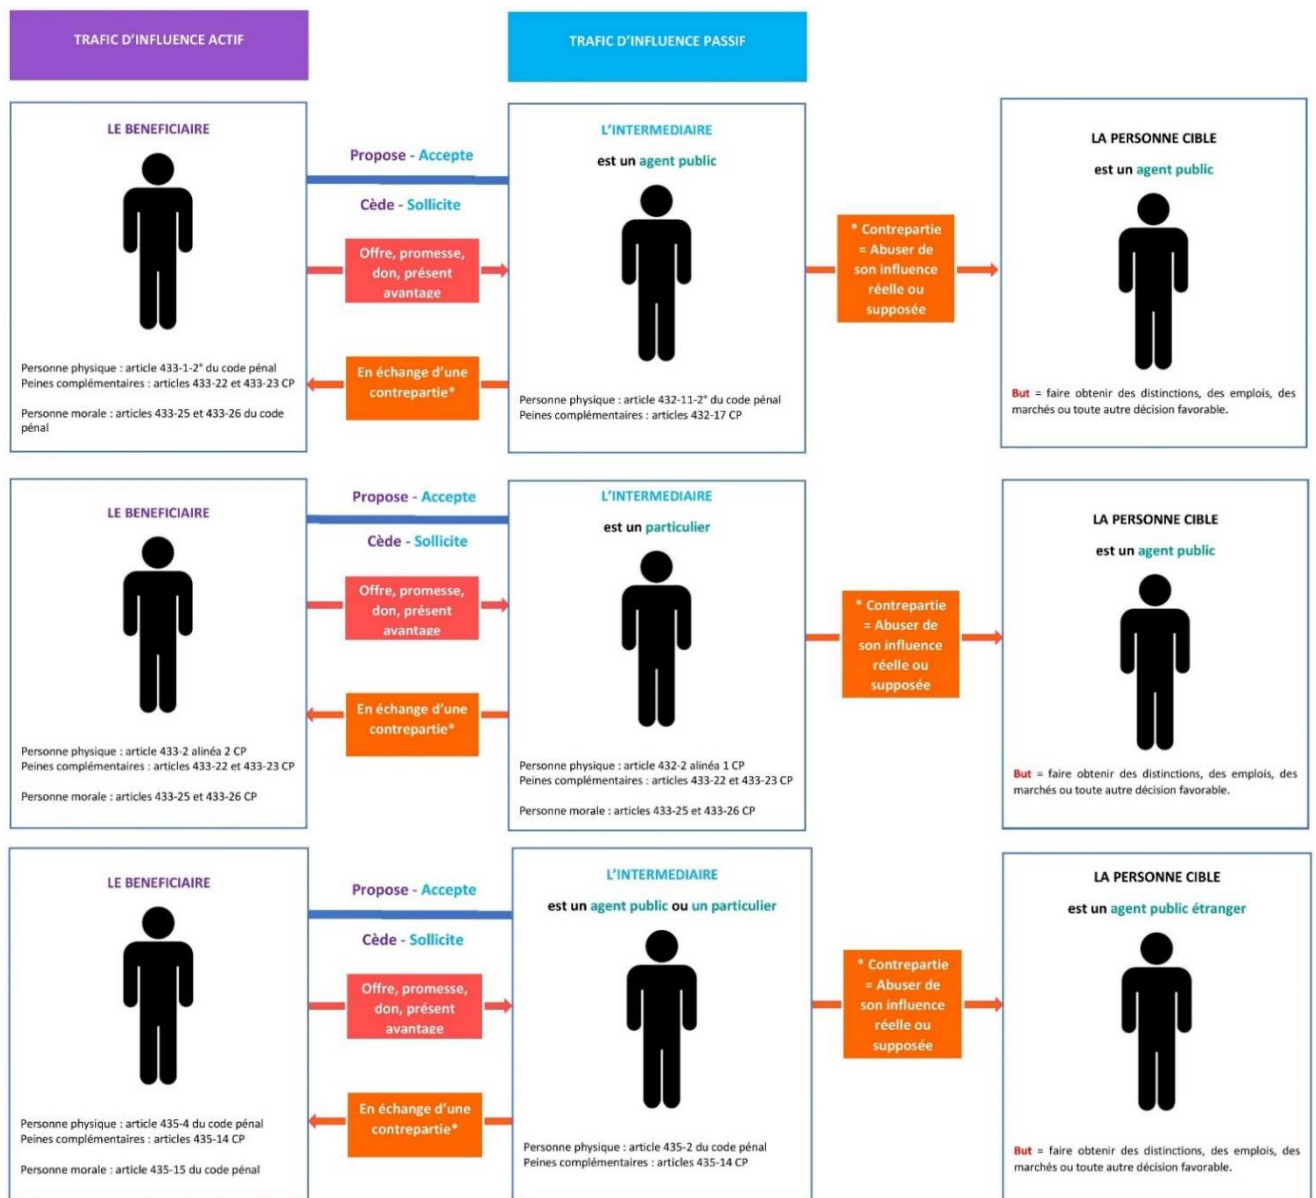 TRAFIC D'INFLUENCE ACTIF
TRAFIC D'INFLUENCE PASSIF
LE BENEFICIAIRE
Personne physique : article 433-1-2° du code pénal
Peines complémentaires : articles 433-22 et 433-23 CP
Personne morale : articles 433-25 et 433-26 du code
pénal
Propose - Accepte
Cède - Sollicite
Offre, promesse,
don, présent
avantage
En échange d'une
contrepartie*
L'INTERMEDIAIRE
est un agent public
Personne physique : article 432-11-2° du code pénal
Peines complémentaires : articles 432-17 CP
* Contrepartie
= Abuser de
son influence
réelle ou
supposée
LA PERSONNE CIBLE
est un agent public
But = faire obtenir des distinctions, des emplois, des
marchés ou toute autre décision favorable.
LE BENEFICIAIRE
Personne physique : article 433-2 alinéa 2 CP
Peines complémentaires : articles 433-22 et 433-23 CP
Personne morale : articles 433-25 et 433-26 CP
Propose - Accepte
Cède - Sollicite
Offre, promesse,
don, présent
avantage
En échange d'une
contrepartie*
L'INTERMEDIAIRE
est un particulier
Personne physique : article 432-2 alinéa 1 CP
Peines complémentaires : articles 433-22 et 433-23 CP
Personne morale : articles 433-25 et 433-26 CP
* Contrepartie
= Abuser de
son influence
réelle ou
supposée
LA PERSONNE CIBLE
est un agent public
But = faire obtenir des distinctions, des emplois, des
marchés ou toute autre décision favorable.
LE BENEFICIAIRE
Personne physique : article 435-4 du code pénal
Peines complémentaires : articles 435-14 CP
Personne morale : article 435-15 du code pénal
Propose - Accepte
Cède - Sollicite
Offre, promesse,
don, présent
avantage
En échange d'une
contrepartie*
L'INTERMEDIAIRE
est un agent public ou un particulier
Personne physique : article 435-2 du code pénal
Peines complémentaires : articles 435-14 CP
* Contrepartie
= Abuser de
son influence
réelle ou
supposée
LA PERSONNE CIBLE
est un agent public étranger
But = faire obtenir des distinctions, des emplois, des
marchés ou toute autre décision favorable.